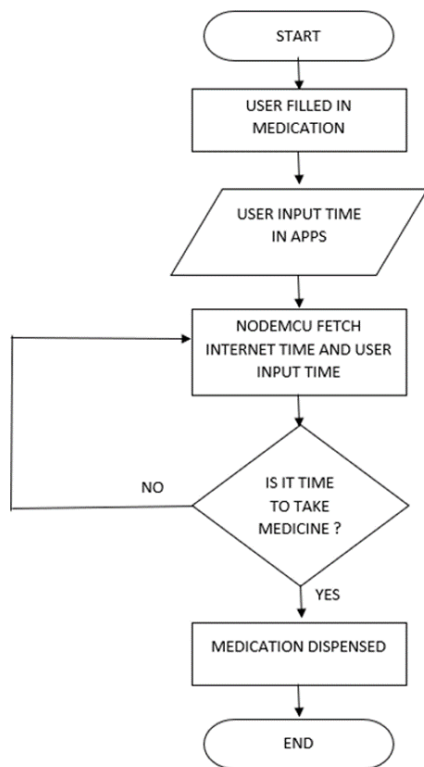 START
USER FILLED IN
MEDICATION
USER INPUT TIME
IN APPS
NODEMCU FETCH
INTERNET TIME AND USER
INPUT TIME
IS IT TIME
TO TAKE
MEDICINE ?
NO
YES
MEDICATION DISPENSED
END